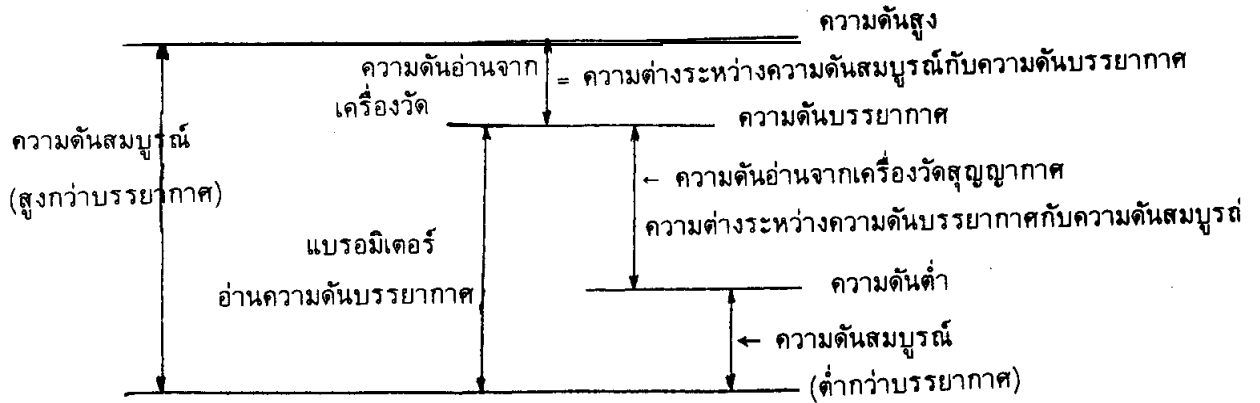 ความดันสูง
ความดันอ่านจาก
เครื่องวัด
= ความต่างระหว่างความดันสมบูรณ์กับความดันบรรยากาศ
ความดันบรรยากาศ
ความดันสมบูรณ์
(สูงกว่าบรรยากาศ)
← ความดันอ่านจากเครื่องวัดสุญญากาศ
ความต่างระหว่างความดันบรรยากาศกับความดันสมบูรณ์
แบรอมิเตอร์
อ่านความดันบรรยากาศ
ความดันต่ำ
← ความดันสมบูรณ์
(ต่ำกว่าบรรยากาศ)